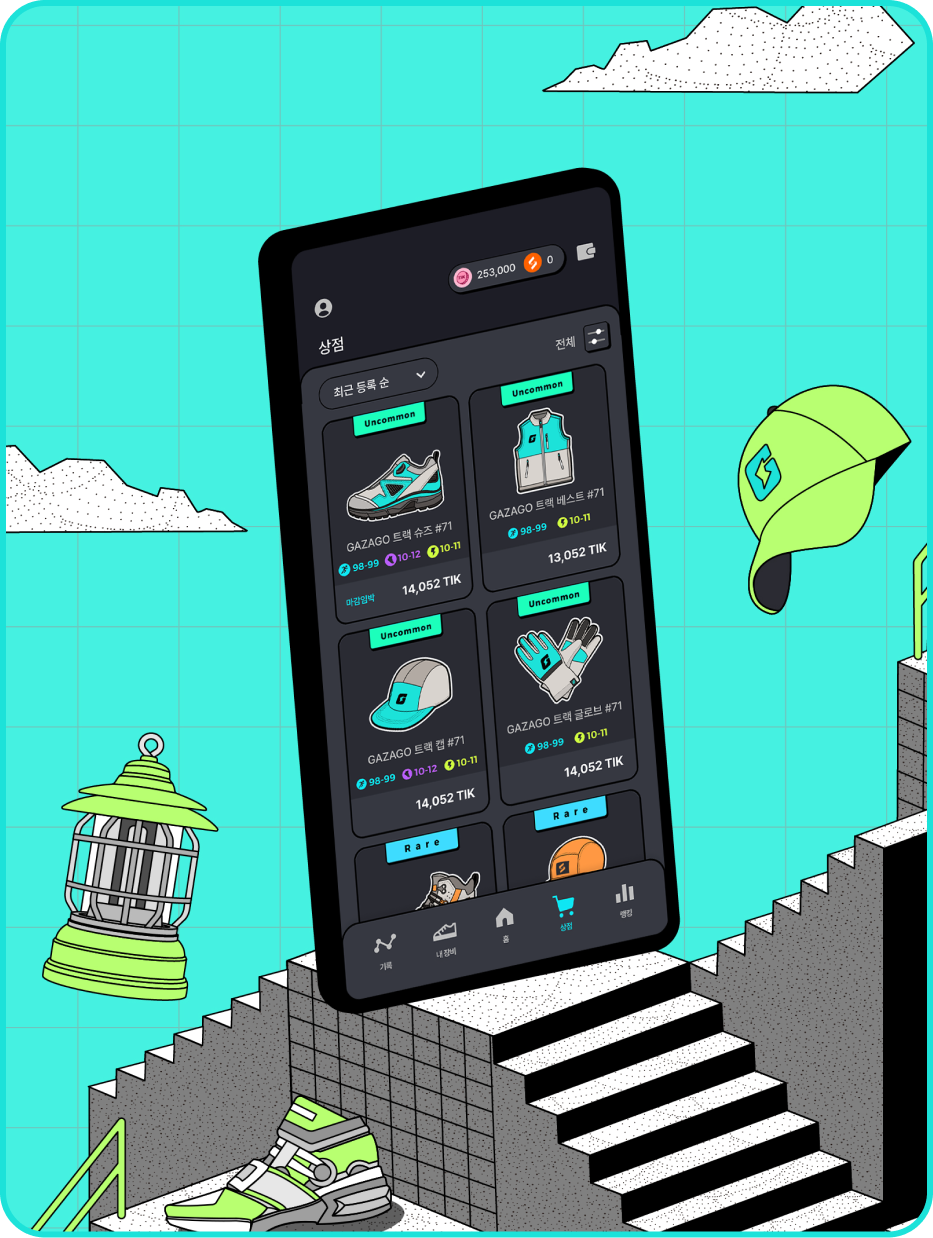 253,000 0
상점
전체
최근 등록 순
Uncommon
GAZAGO 트랙 슈즈 #71
98-99 10-12 10-11
마감임박 14,052 TIK
Uncommon
GAZAGO 트랙 베스트 #71
98-99 10-11
13,052 TIK
Uncommon
GAZAGO 트랙 캡 #71
98-99 10-12 10-11
14,052 TIK
Uncommon
GAZAGO 트랙 글로브 #71
98-99 10-11
14,052 TIK
Rare
Rare
기록 내 장비 홈 상점 랭킹